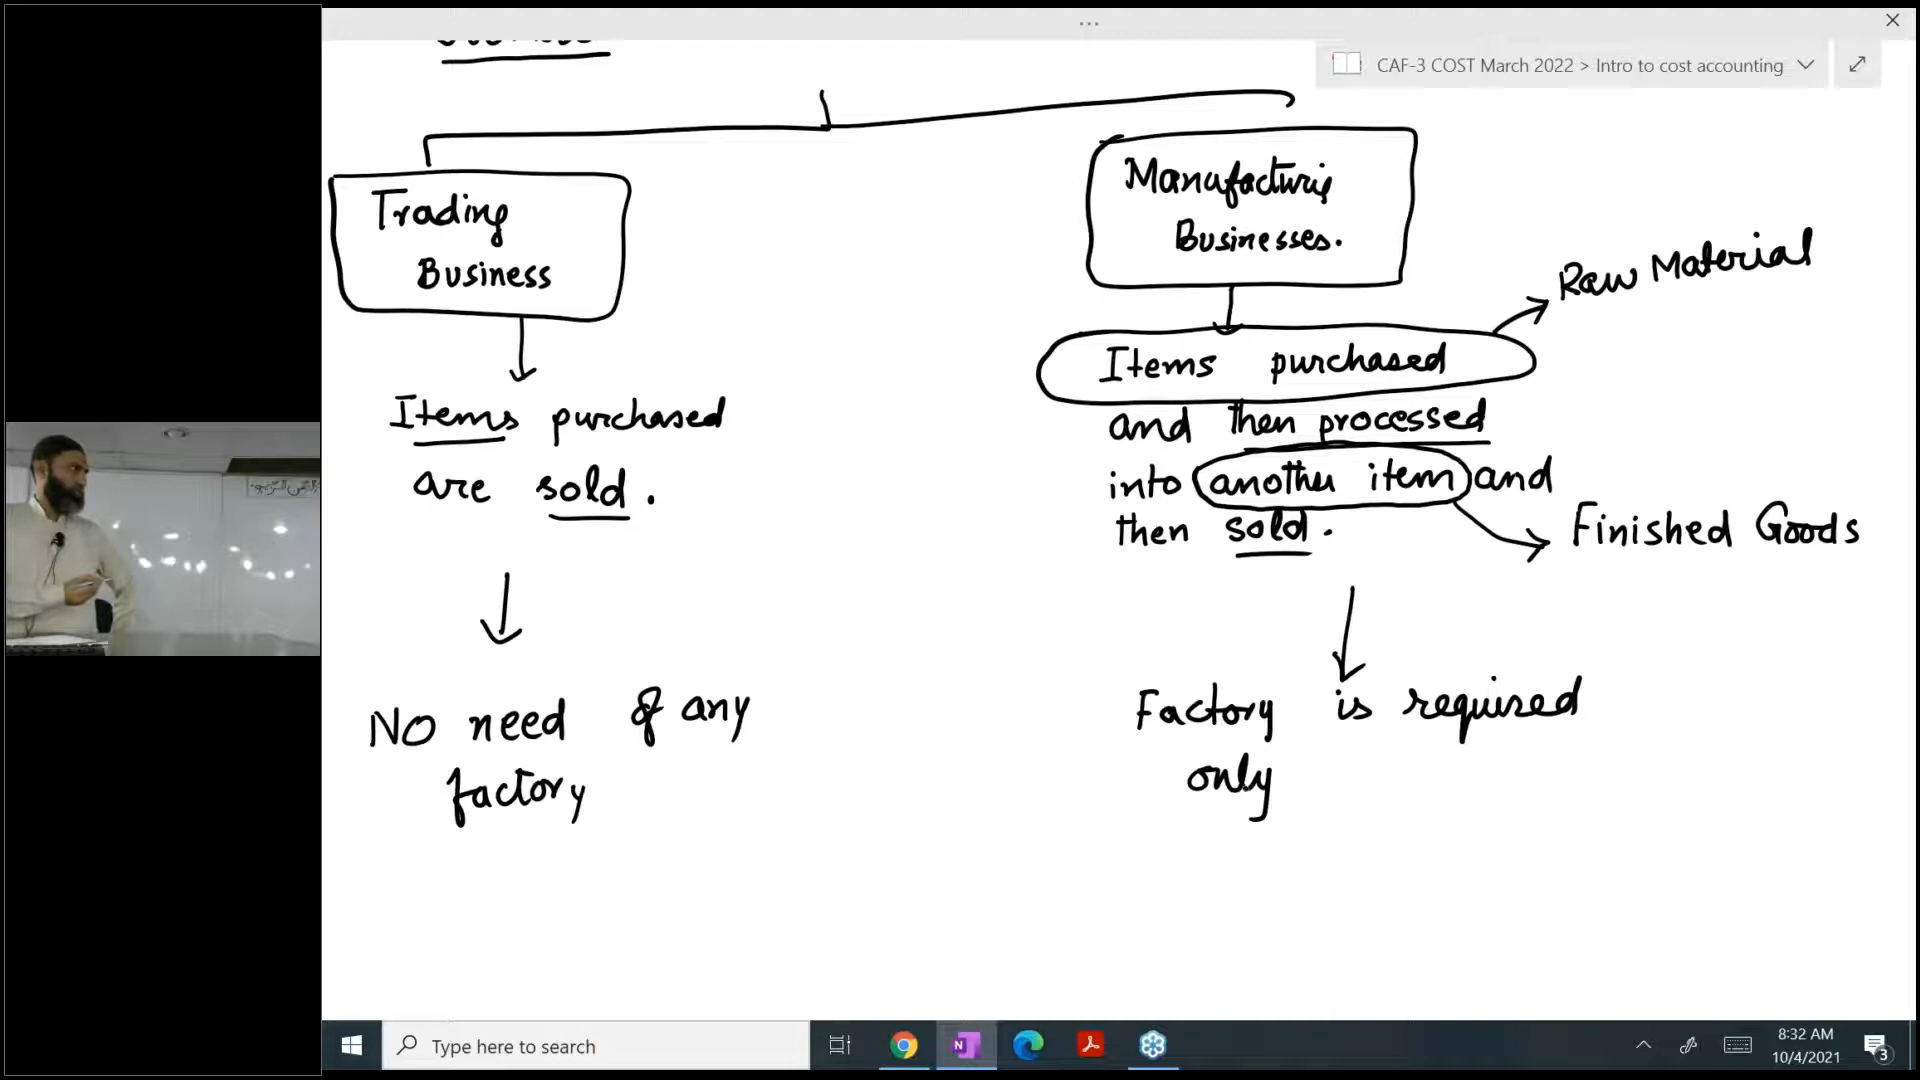 CAF-3 COST March 2022 > Intro to cost accounting
Trading
Business
Manufacturing
Businesses.
Raw Material
Items purchased
are sold.
Items purchased
and then processed
into another item and
then sold.
Finished Goods
No need of any
factory
Factory is required
only
Type here to search
8:32 AM
10/4/2021
3